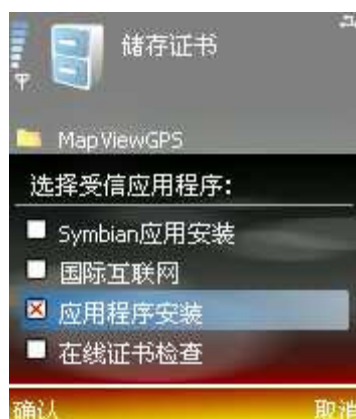 储存证书
MapViewGPS
选择受信应用程序:
Symbian应用安装
国际互联网
应用程序安装
在线证书检查
确认
取消